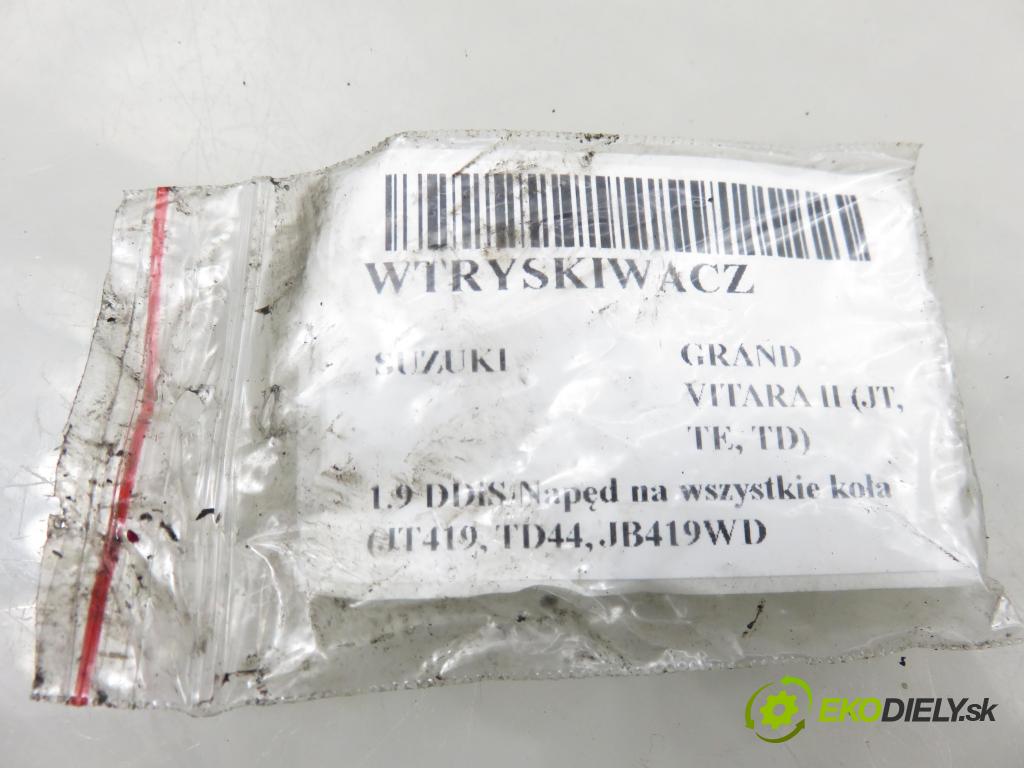 WTRYSKIWACZ
SUZUKI
GRAND
VITARA II (JT,
TE, TD)
1.9 DDiS Napęd na wszystkie koła
(JT419, TD44, JB419WD
EKODIELY.sk